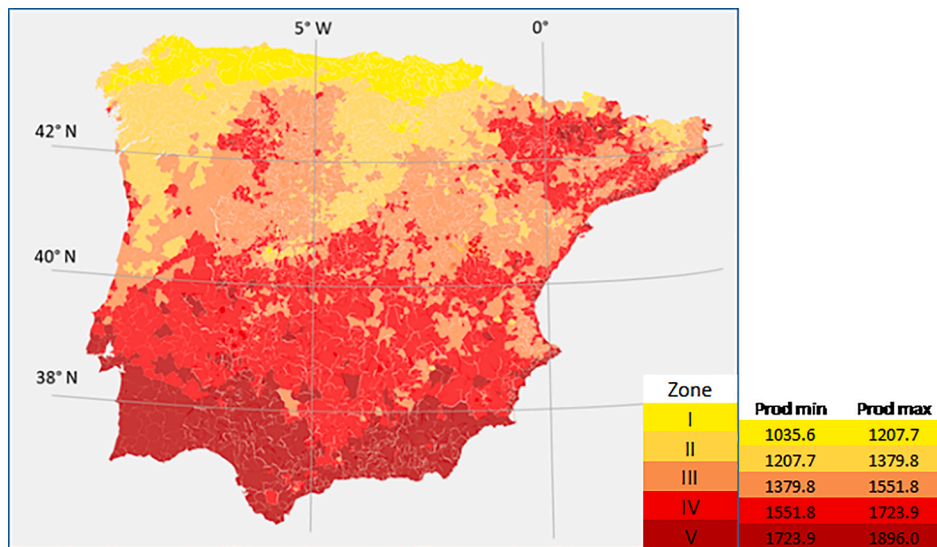 5° W
0°
42° N
40° N
38° N
Zone
Prod min Prod max
I 1035.6 1207.7
II 1207.7 1379.8
III 1379.8 1551.8
IV 1551.8 1723.9
V 1723.9 1896.0